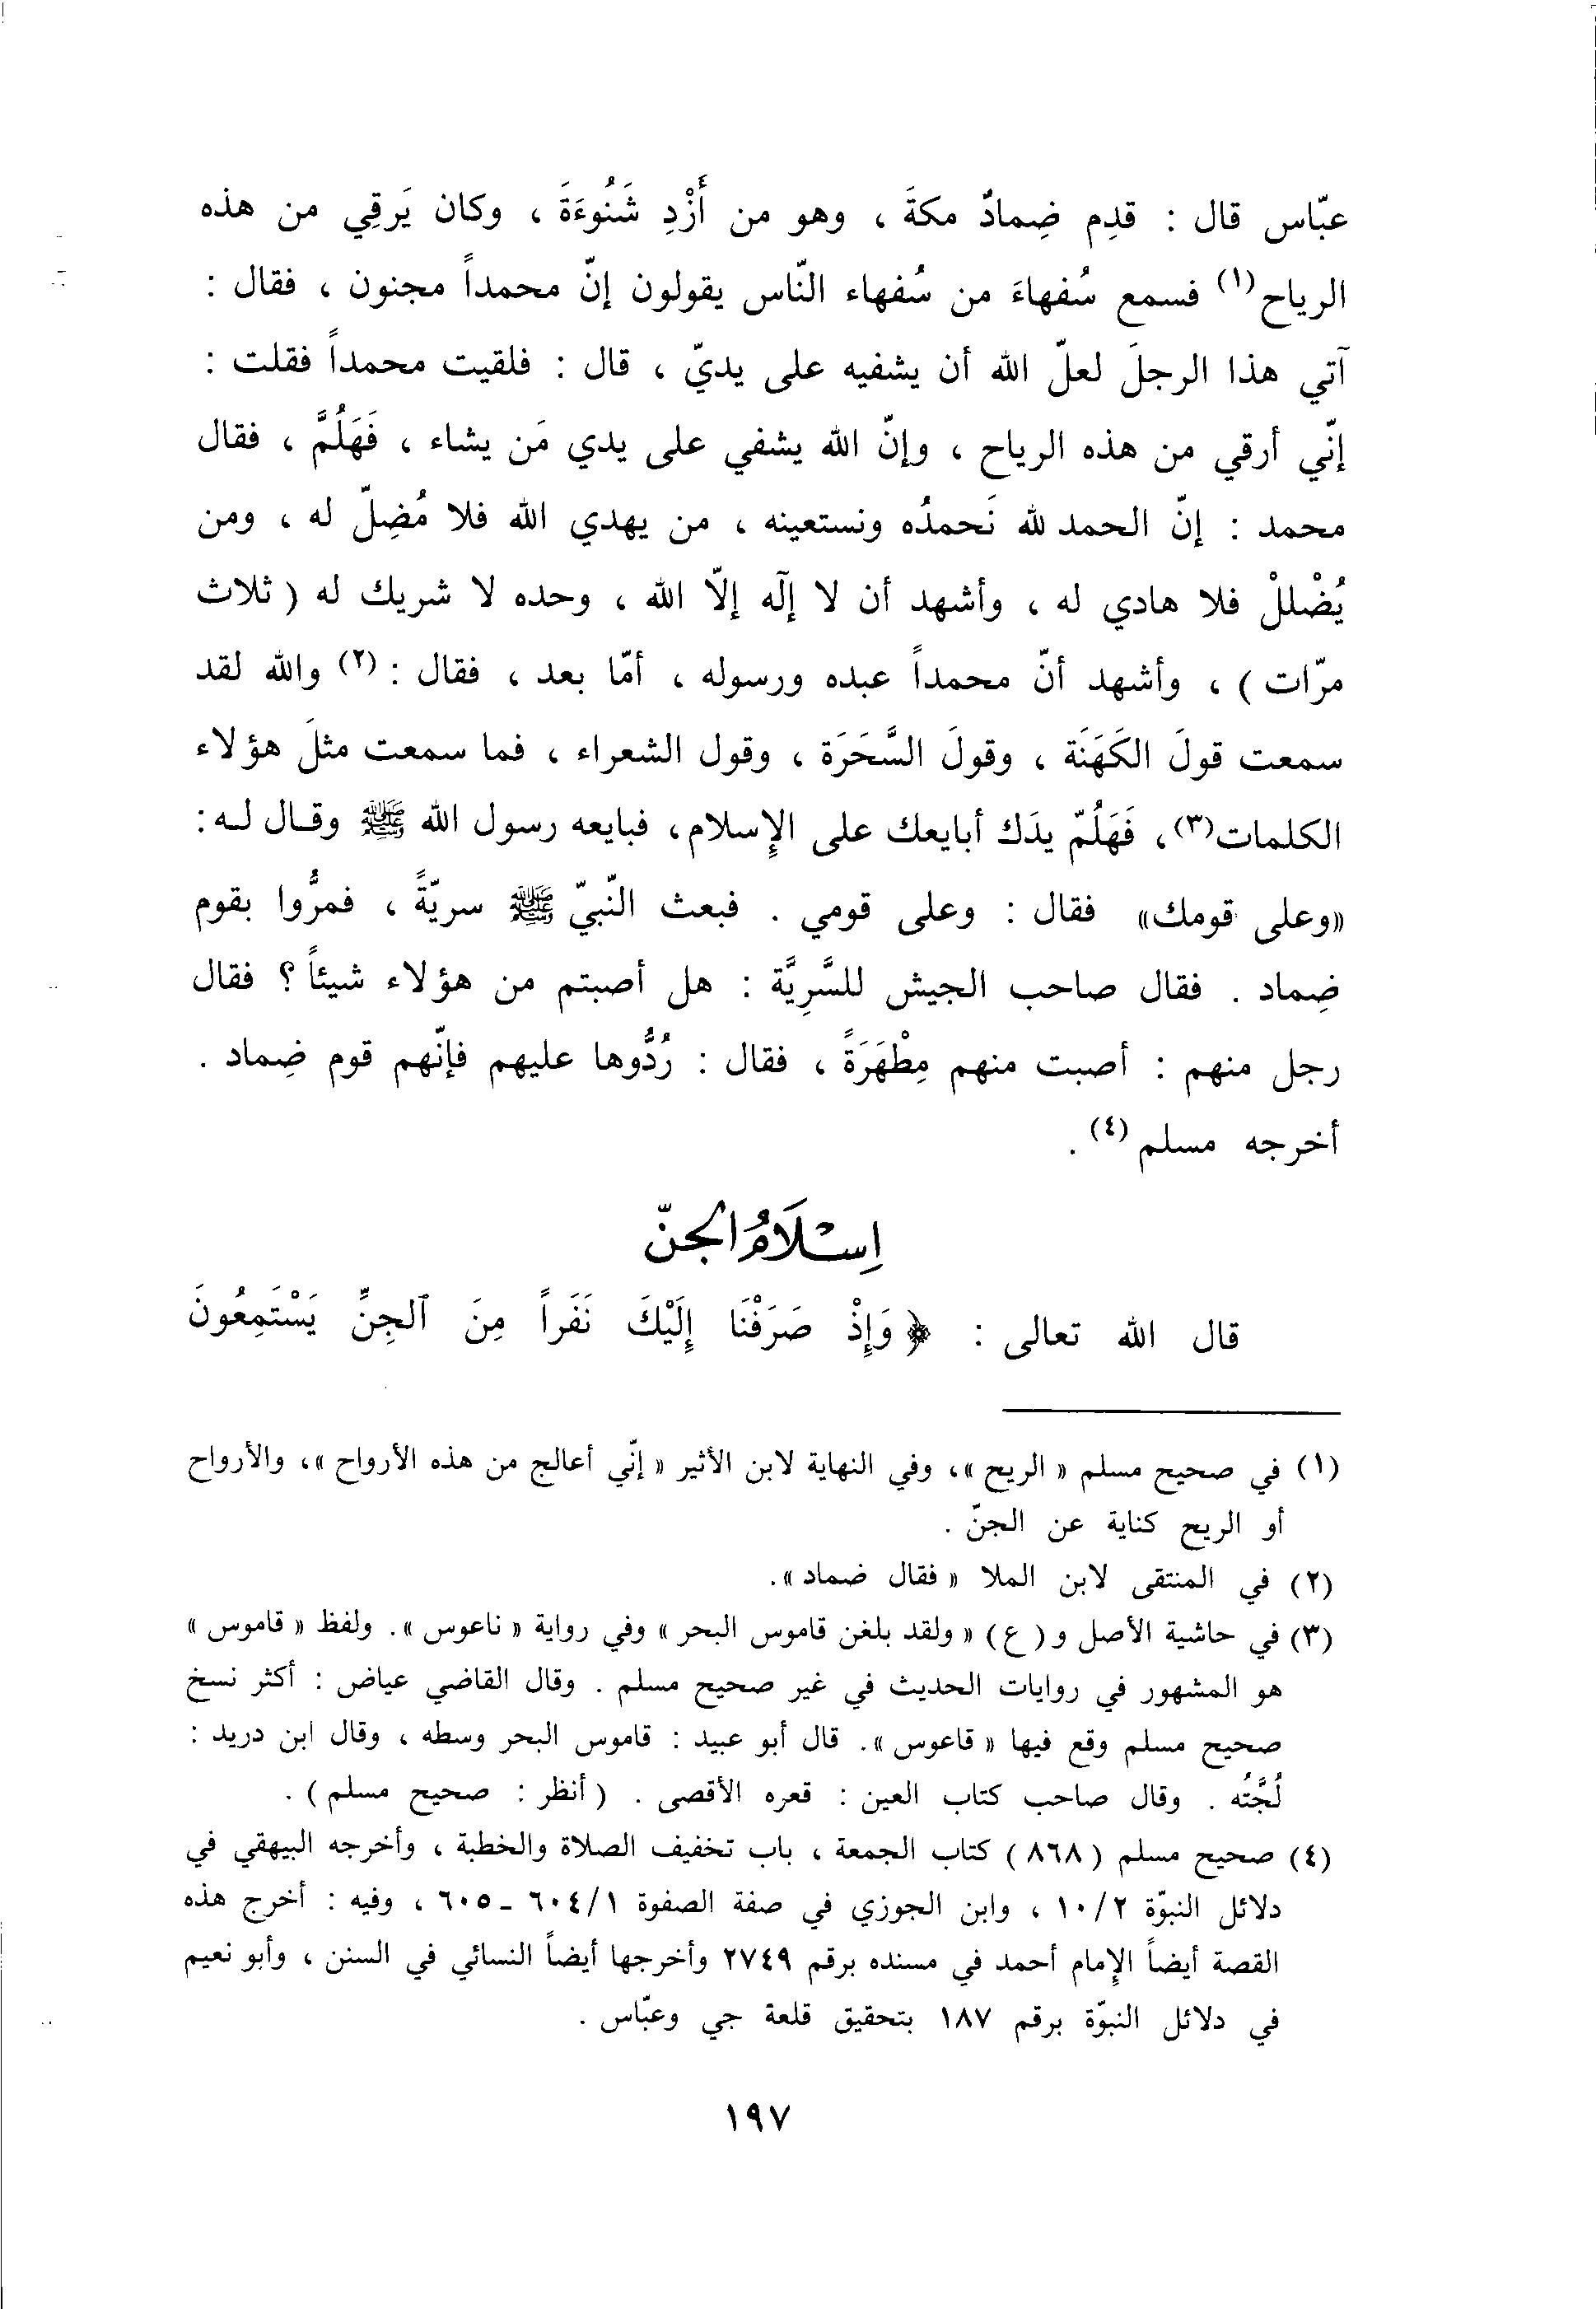 عبّاس قال : قدِم ضِمادٌ مكةَ ، وهو من أَزْدِ شَنُوءَةَ ، وكان يَرقِي من هذه
الرياح(١) فسمع سُفهاءَ من سُفهاء النّاس يقولون إنّ محمداً مجنون ، فقال :
آتي هذا الرجلَ لعلّ الله أن يشفيه على يديّ ، قال : فلقيت محمداً فقلت :
إنّي أرقي من هذه الرياح ، وإنّ الله يشفي على يدي مَن يشاء ، فَهَلُمَّ ، فقال
محمد : إنّ الحمد لله نَحمدُه ونستعينه ، من يهدي الله فلا مُضِلّ له ، ومن
يُضْللْ فلا هادي له ، وأشهد أن لا إلٓه إلّا الله ، وحده لا شريك له ( ثلاث
مرّات ) ، وأشهد أنّ محمداً عبده ورسوله ، أمّا بعد ، فقال :(٢) والله لقد
سمعت قولَ الكَهَنَة ، وقولَ السَّحَرَة ، وقول الشعراء ، فما سمعت مثلَ هؤلاء
الكلمات(٣)، فَهَلُمّ يدَك أبايعك على الإِسلام، فبايعه رسول الله ﷺ وقـال لـه:
«وعلى قومك» فقال : وعلى قومي . فبعث النّبيّ ﷺ سريّةً ، فمرُّوا بقوم
ضِماد . فقال صاحب الجيش للسَّرِيَّة : هل أصبتم من هؤلاء شيئاً ؟ فقال
رجل منهم : أصبت منهم مِطْهَرَةً ، فقال : رُدُّوها عليهم فإنّهم قوم ضِماد .
أخرجه مسلم(٤) .
اِسْلَامُ الجنّ
قال الله تعالى : ﴿ وَإِذْ صَرَفْنَا إِلَيْكَ نَفَراً مِنَ ٱلجِنِّ يَسْتَمِعُونَ
(١) في صحيح مسلم « الريح »، وفي النهاية لابن الأثير « إنّي أعالج من هذه الأرواح »، والأرواح
أو الريح كناية عن الجنّ .
(٢) في المنتقى لابن الملا « فقال ضماد ».
(٣) في حاشية الأصل و ( ع ) « ولقد بلغن قاموس البحر » وفي رواية « ناعوس ». ولفظ « قاموس »
هو المشهور في روايات الحديث في غير صحيح مسلم . وقال القاضي عياض : أكثر نسخ
صحيح مسلم وقع فيها « قاعوس ». قال أبو عبيد : قاموس البحر وسطه ، وقال ابن دريد :
لُجَّتُه . وقال صاحب كتاب العين : قعره الأقصى . ( أنظر : صحيح مسلم ) .
(٤) صحيح مسلم ( ٨٦٨ ) كتاب الجمعة ، باب تخفيف الصلاة والخطبة ، وأخرجه البيهقي في
دلائل النبوّة ١٠/٢ ، وابن الجوزي في صفة الصفوة ٦٠٤/١ ـ ٦٠٥ ، وفيه : أخرج هذه
القصة أيضاً الإمام أحمد في مسنده برقم ٢٧٤٩ وأخرجها أيضاً النسائي في السنن ، وأبو نعيم
في دلائل النبوّة برقم ١٨٧ بتحقيق قلعة جي وعبّاس .
١٩٧